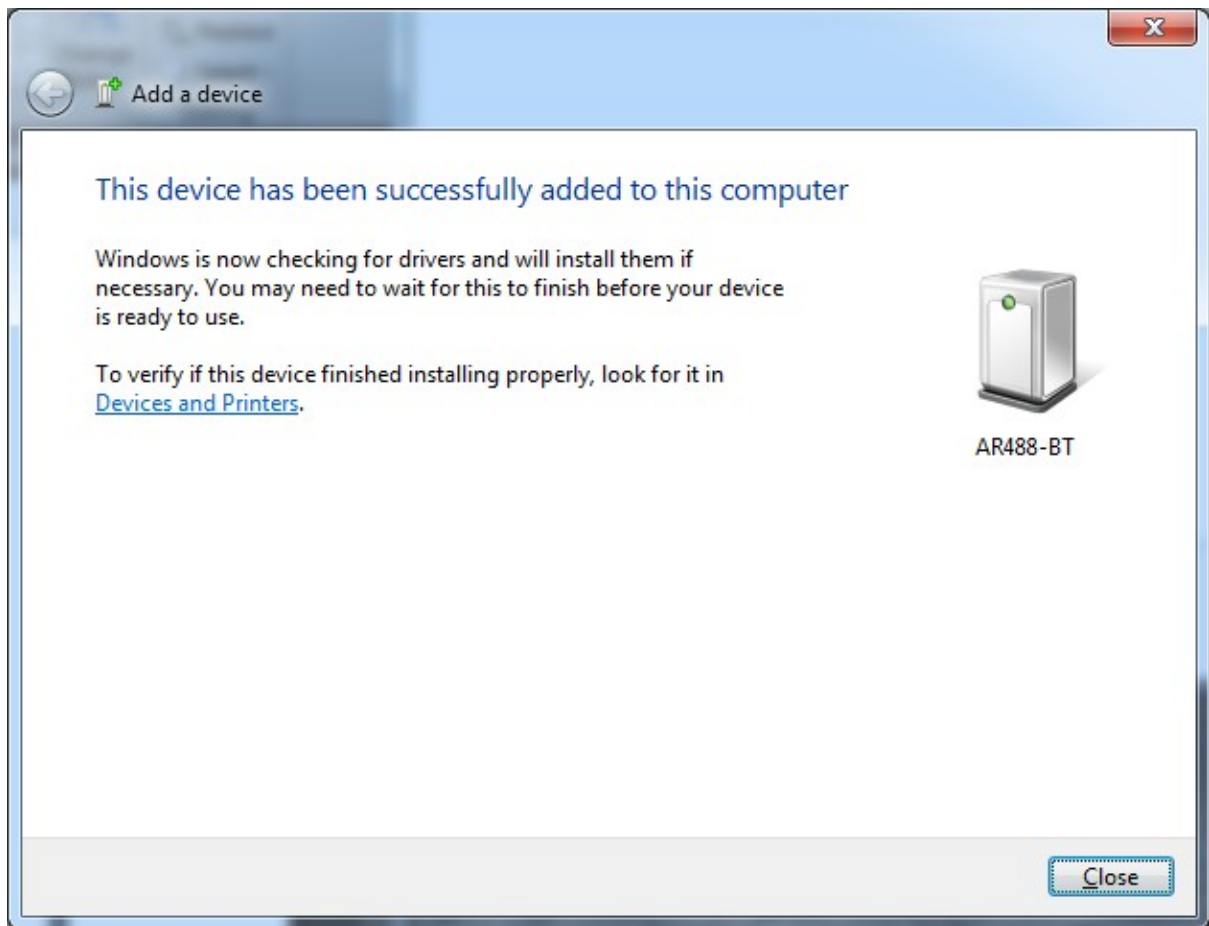 Add a device
This device has been successfully added to this computer
Windows is now checking for drivers and will install them if
necessary. You may need to wait for this to finish before your device
is ready to use.
To verify if this device finished installing properly, look for it in
Devices and Printers.
AR488-BT
Close